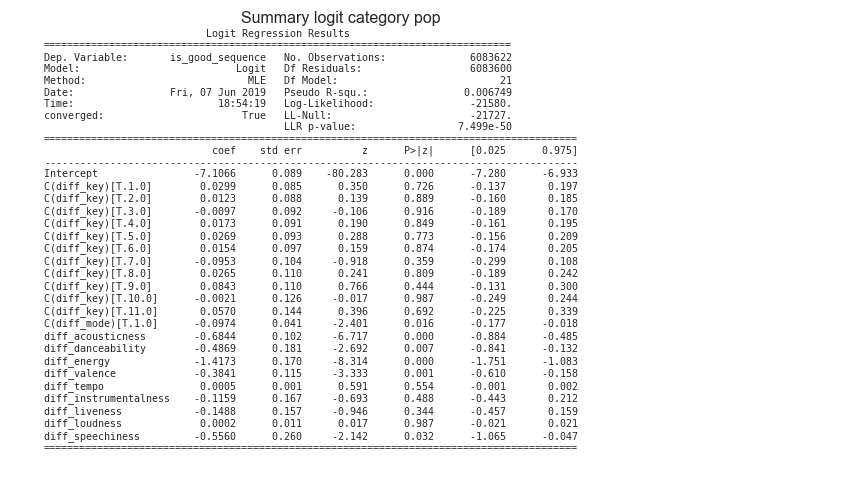 Summary logit category pop
Logit Regression Results
==============================================================================
Dep. Variable:       is_good_sequence   No. Observations:              6083622
Model:                          Logit   Df Residuals:                  6083600
Method:                           MLE   Df Model:                           21
Date:                Fri, 07 Jun 2019   Pseudo R-squ.:                0.006749
Time:                        18:54:19   Log-Likelihood:                -21580.
converged:                       True   LL-Null:                       -21727.
                                        LLR p-value:                 7.499e-50
=========================================================================================
                            coef    std err          z      P>|z|      [0.025      0.975]
-----------------------------------------------------------------------------------------
Intercept                -7.1066      0.089    -80.283      0.000      -7.280      -6.933
C(diff_key)[T.1.0]        0.0299      0.085      0.350      0.726      -0.137       0.197
C(diff_key)[T.2.0]        0.0123      0.088      0.139      0.889      -0.160       0.185
C(diff_key)[T.3.0]       -0.0097      0.092     -0.106      0.916      -0.189       0.170
C(diff_key)[T.4.0]        0.0173      0.091      0.190      0.849      -0.161       0.195
C(diff_key)[T.5.0]        0.0269      0.093      0.288      0.773      -0.156       0.209
C(diff_key)[T.6.0]        0.0154      0.097      0.159      0.874      -0.174       0.205
C(diff_key)[T.7.0]       -0.0953      0.104     -0.918      0.359      -0.299       0.108
C(diff_key)[T.8.0]        0.0265      0.110      0.241      0.809      -0.189       0.242
C(diff_key)[T.9.0]        0.0843      0.110      0.766      0.444      -0.131       0.300
C(diff_key)[T.10.0]      -0.0021      0.126     -0.017      0.987      -0.249       0.244
C(diff_key)[T.11.0]       0.0570      0.144      0.396      0.692      -0.225       0.339
C(diff_mode)[T.1.0]      -0.0974      0.041     -2.401      0.016      -0.177      -0.018
diff_acousticness        -0.6844      0.102     -6.717      0.000      -0.884      -0.485
diff_danceability        -0.4869      0.181     -2.692      0.007      -0.841      -0.132
diff_energy              -1.4173      0.170     -8.314      0.000      -1.751      -1.083
diff_valence             -0.3841      0.115     -3.333      0.001      -0.610      -0.158
diff_tempo                0.0005      0.001      0.591      0.554      -0.001       0.002
diff_instrumentalness    -0.1159      0.167     -0.693      0.488      -0.443       0.212
diff_liveness            -0.1488      0.157     -0.946      0.344      -0.457       0.159
diff_loudness             0.0002      0.011      0.017      0.987      -0.021       0.021
diff_speechiness         -0.5560      0.260     -2.142      0.032      -1.065      -0.047
=========================================================================================